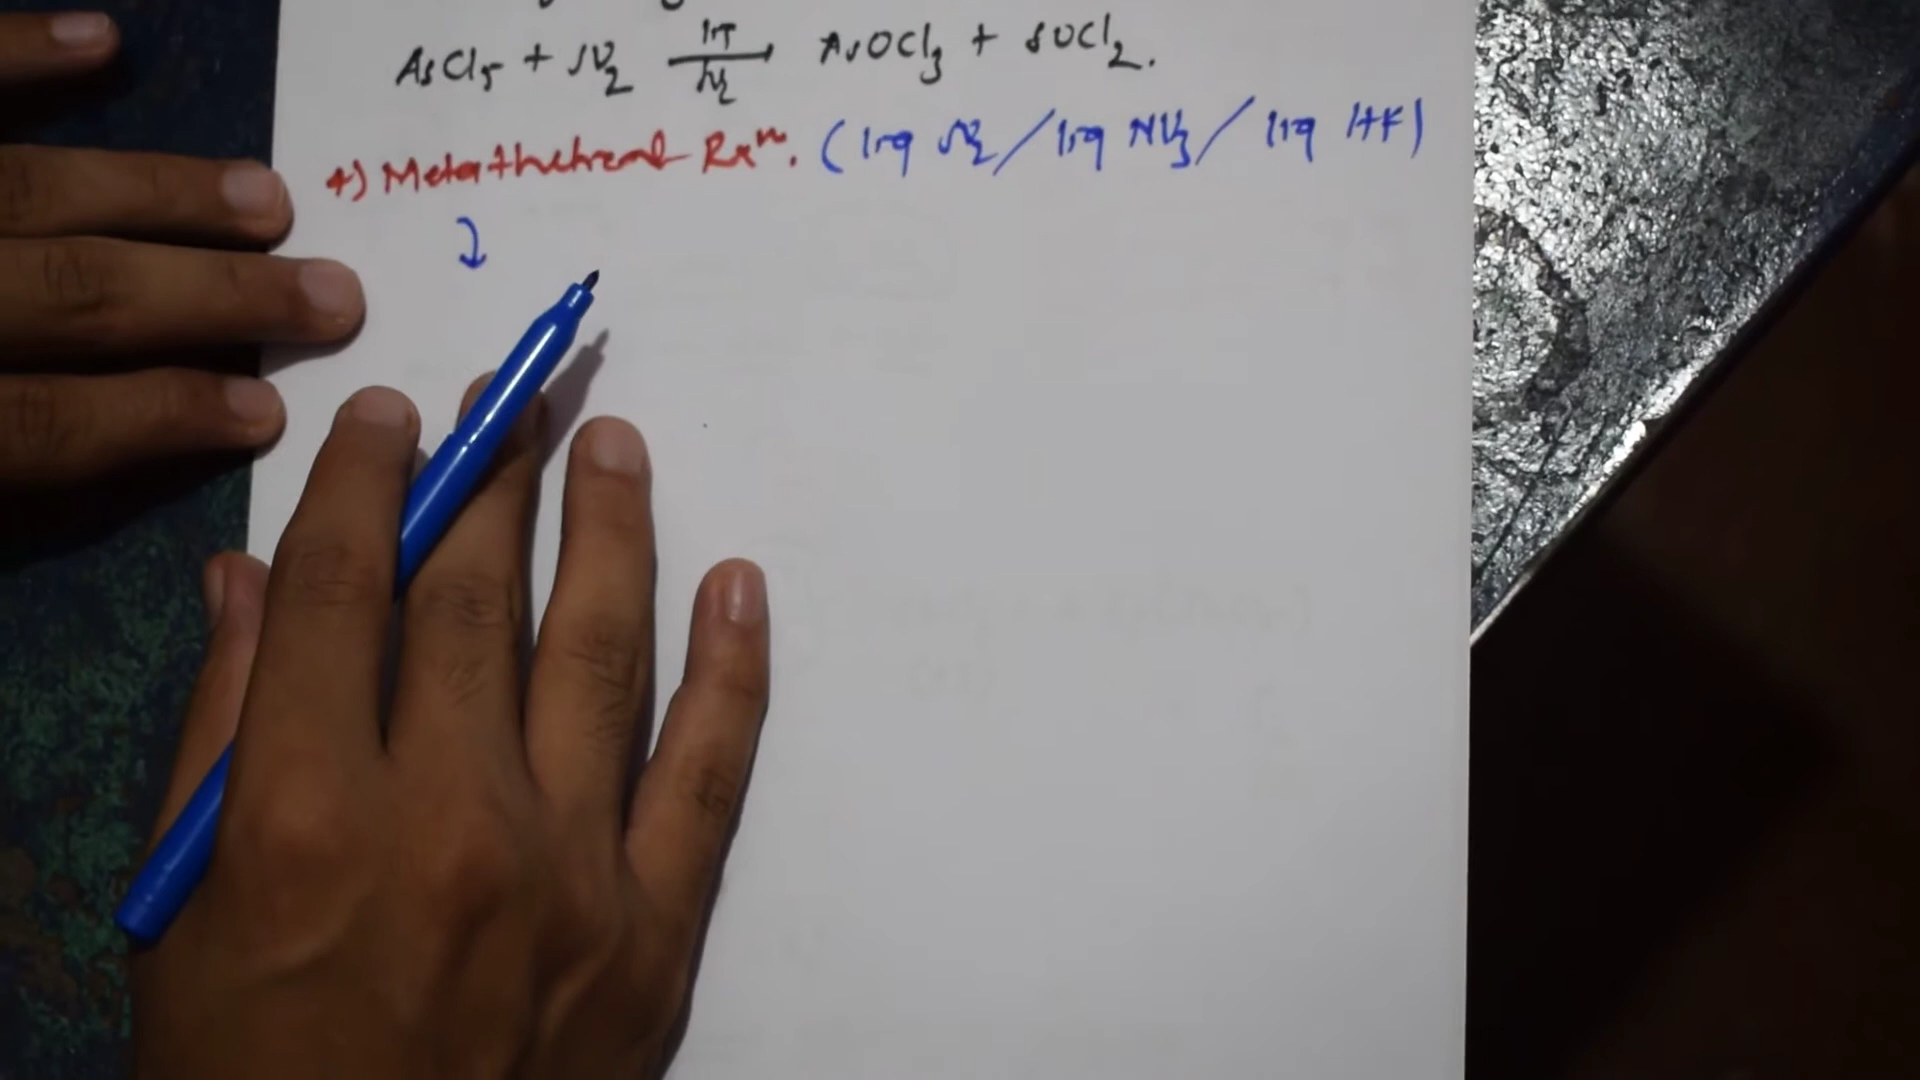 AsCl5 + SO2 liq/SO2 → AsOCl3 + SOCl2.
4) Metathetical Rxn. (liq SO2 / liq NH3 / liq HF)